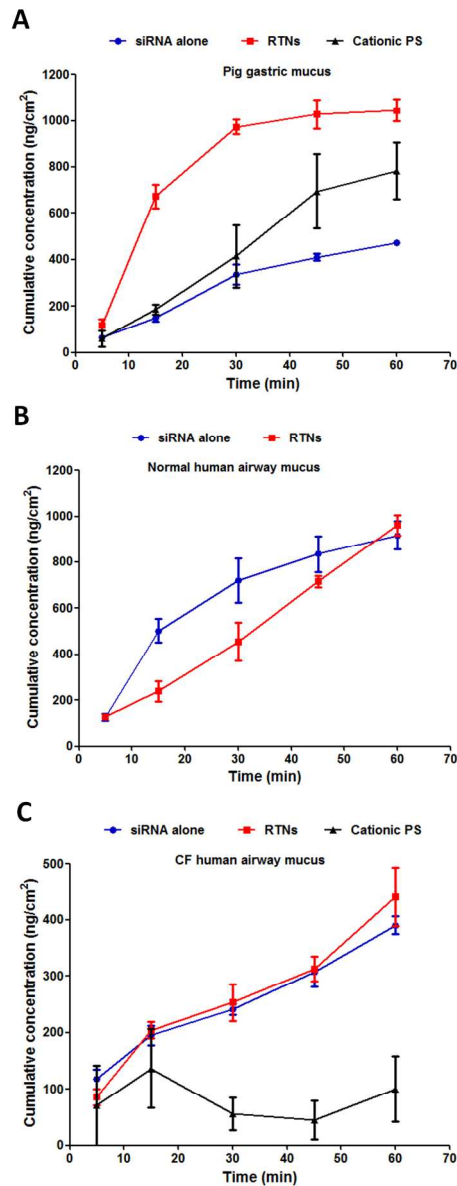 A
siRNA alone RTNs Cationic PS
Pig gastric mucus
Cumulative concentration (ng/cm²)
1200
1000
800
600
400
200
0
0 10 20 30 40 50 60 70
Time (min)
B
siRNA alone RTNs
Normal human airway mucus
Cumulative concentration (ng/cm²)
1200
1000
800
600
400
200
0
0 10 20 30 40 50 60 70
Time (min)
C
siRNA alone RTNs Cationic PS
CF human airway mucus
Cumulative concentration (ng/cm²)
500
400
300
200
100
0
0 10 20 30 40 50 60 70
Time (min)